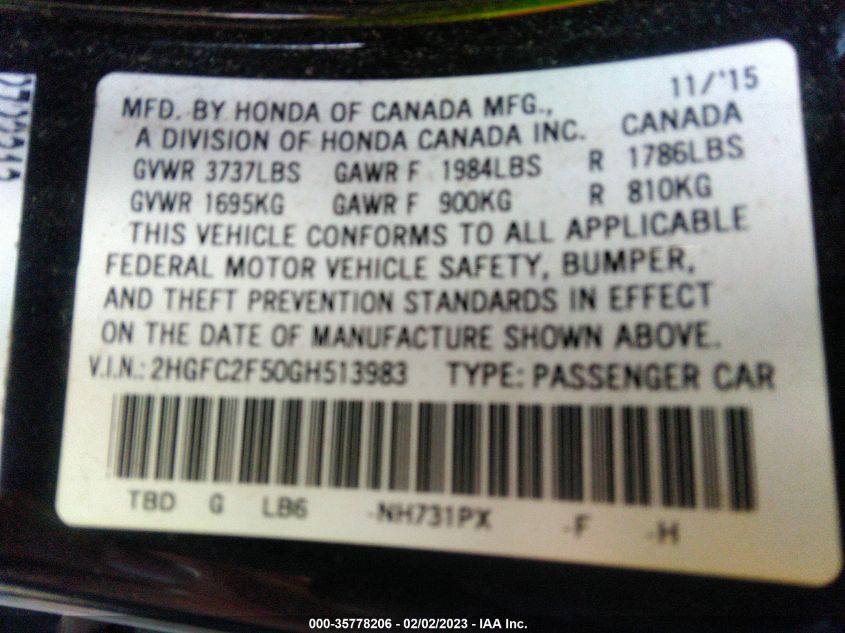 11/'15
MFD. BY HONDA OF CANADA MFG.,
A DIVISION OF HONDA CANADA INC. CANADA
GVWR 3737LBS GAWR F 1984LBS R 1786LBS
GVWR 1695KG GAWR F 900KG R 810KG
THIS VEHICLE CONFORMS TO ALL APPLICABLE
FEDERAL MOTOR VEHICLE SAFETY, BUMPER,
AND THEFT PREVENTION STANDARDS IN EFFECT
ON THE DATE OF MANUFACTURE SHOWN ABOVE.
V.I.N.: 2HGFC2F50GH513983 TYPE: PASSENGER CAR
TBD G LB6 -NH731PX -F -H
000-35778206 - 02/02/2023 - IAA Inc.